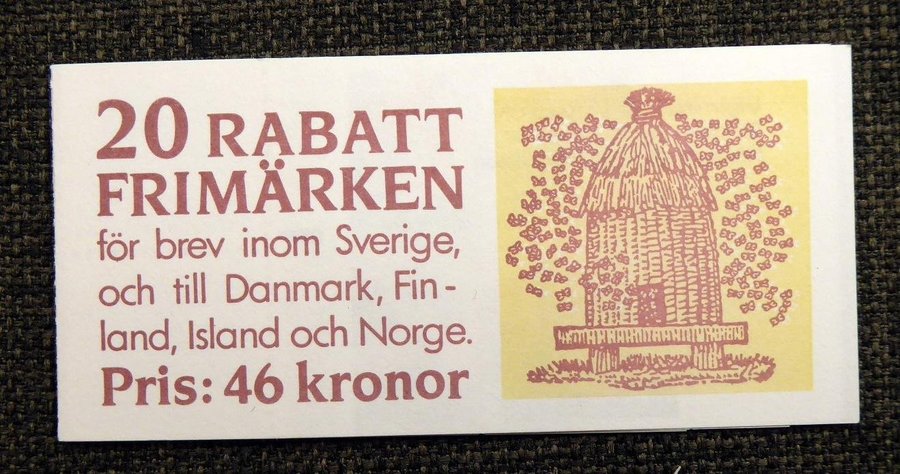 20 RABATT
FRIMÄRKEN
för brev inom Sverige,
och till Danmark, Fin-
land, Island och Norge.
Pris: 46 kronor